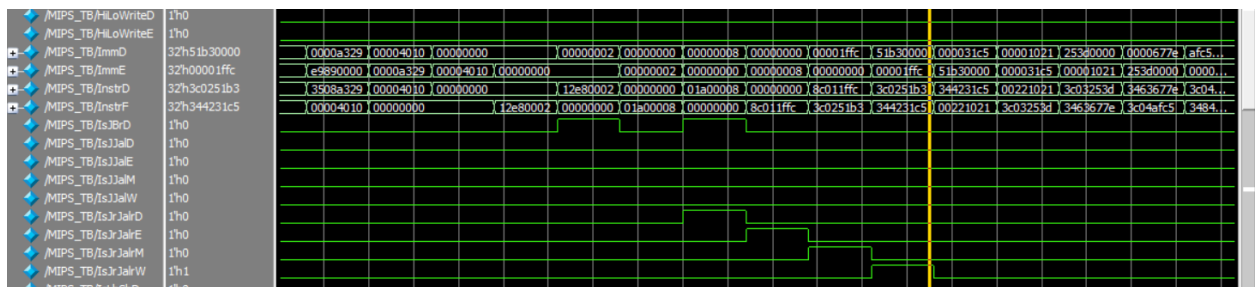 /MIPS_TB/HiLoWriteD 1'h0
/MIPS_TB/HiLoWriteE 1'h0
/MIPS_TB/ImmD 32'h51b30000 0000a329 00004010 00000000 00000002 00000000 00000008 00000000 00001ffc 51b30000 000031c5 00001021 253d0000 0000677e afc5...
/MIPS_TB/ImmE 32'h00001ffc e9890000 0000a329 00004010 00000000 00000002 00000000 00000008 00000000 00001ffc 51b30000 000031c5 00001021 253d0000 0000...
/MIPS_TB/InstrD 32'h3c0251b3 3508a329 00004010 00000000 12e80002 00000000 01a00008 00000000 8c011ffc 3c0251b3 344231c5 00221021 3c03253d 3463677e 3c04...
/MIPS_TB/InstrF 32'h344231c5 00004010 00000000 12e80002 00000000 01a00008 00000000 8c011ffc 3c0251b3 344231c5 00221021 3c03253d 3463677e 3c04afc5 3484...
/MIPS_TB/IsJBrD 1'h0
/MIPS_TB/IsJJalD 1'h0
/MIPS_TB/IsJJalE 1'h0
/MIPS_TB/IsJJalM 1'h0
/MIPS_TB/IsJJalW 1'h0
/MIPS_TB/IsJrJalrD 1'h0
/MIPS_TB/IsJrJalrE 1'h0
/MIPS_TB/IsJrJalrM 1'h0
/MIPS_TB/IsJrJalrW 1'h1